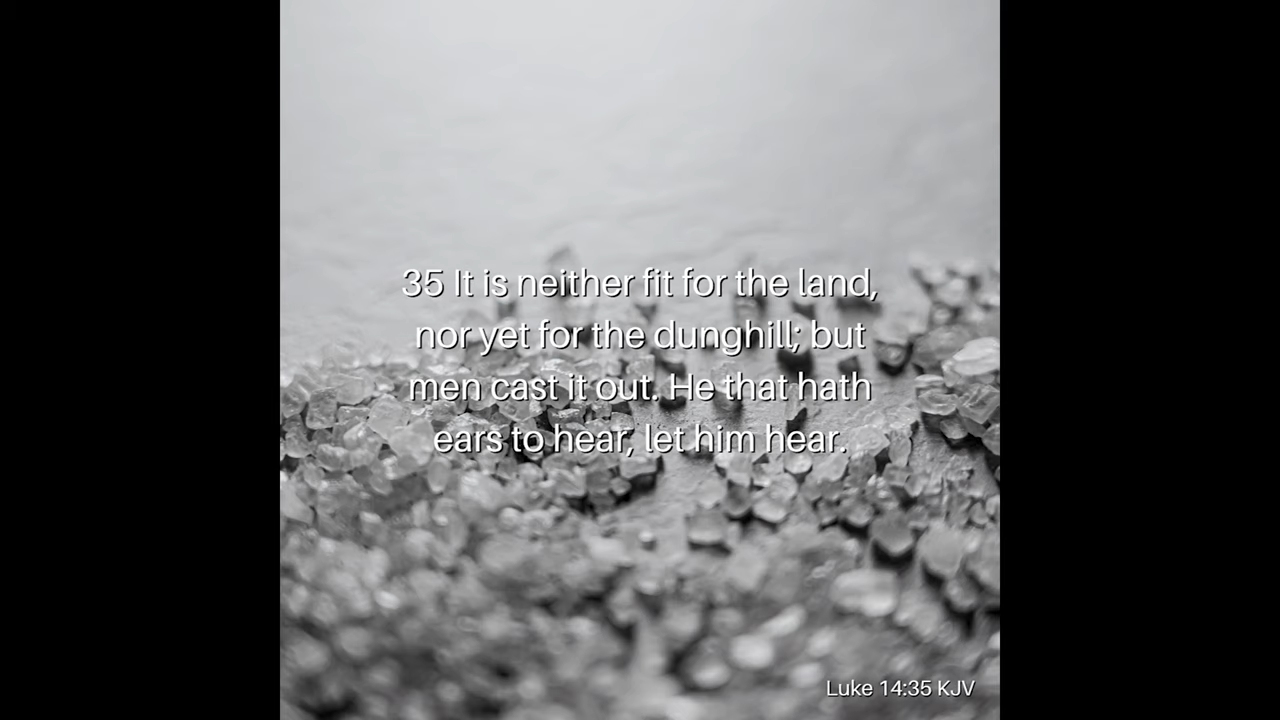 35 It is neither fit for the land,
nor yet for the dunghill; but
men cast it out. He that hath
ears to hear, let him hear.
Luke 14:35 KJV